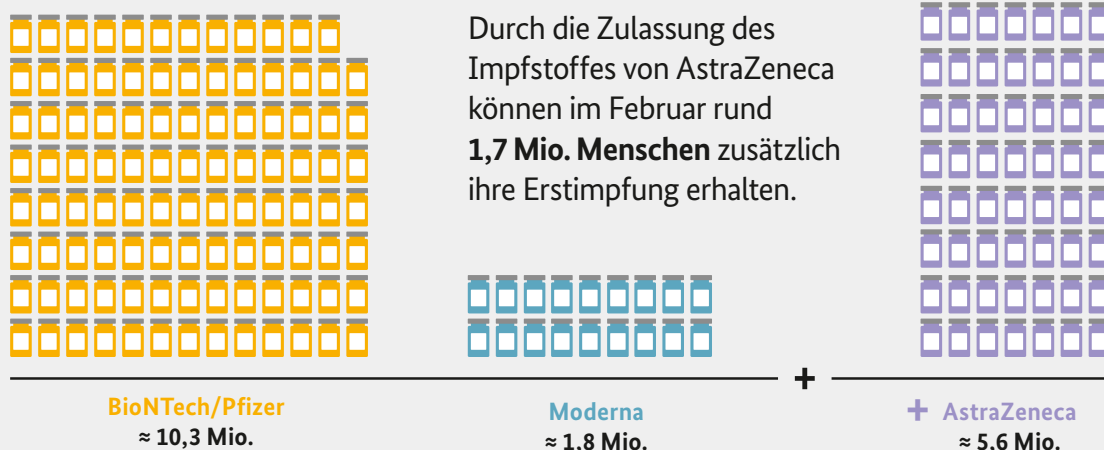 Durch die Zulassung des
Impfstoffes von AstraZeneca
können im Februar rund
1,7 Mio. Menschen zusätzlich
ihre Erstimpfung erhalten.
+
BioNTech/Pfizer
≈ 10,3 Mio.
Moderna
≈ 1,8 Mio.
+ AstraZeneca
≈ 5,6 Mio.